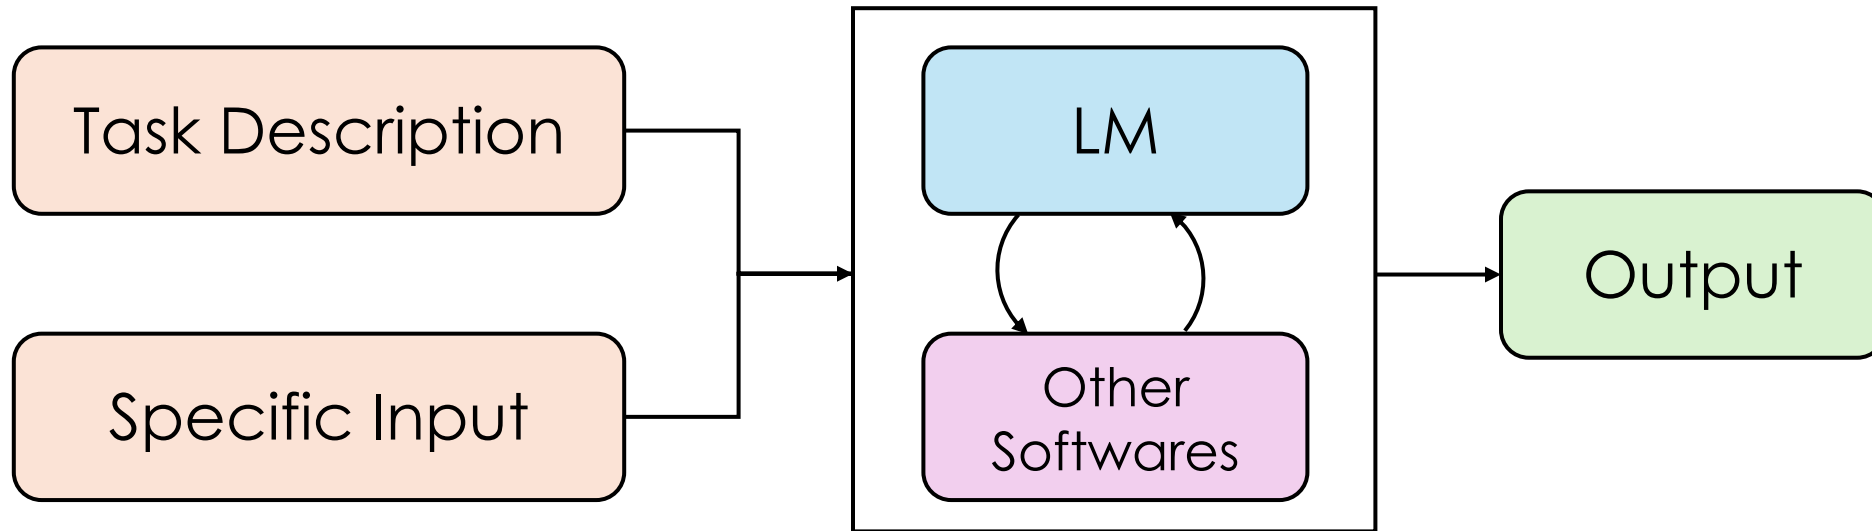 Task Description
LM
Specific Input
Other
Softwares
Output